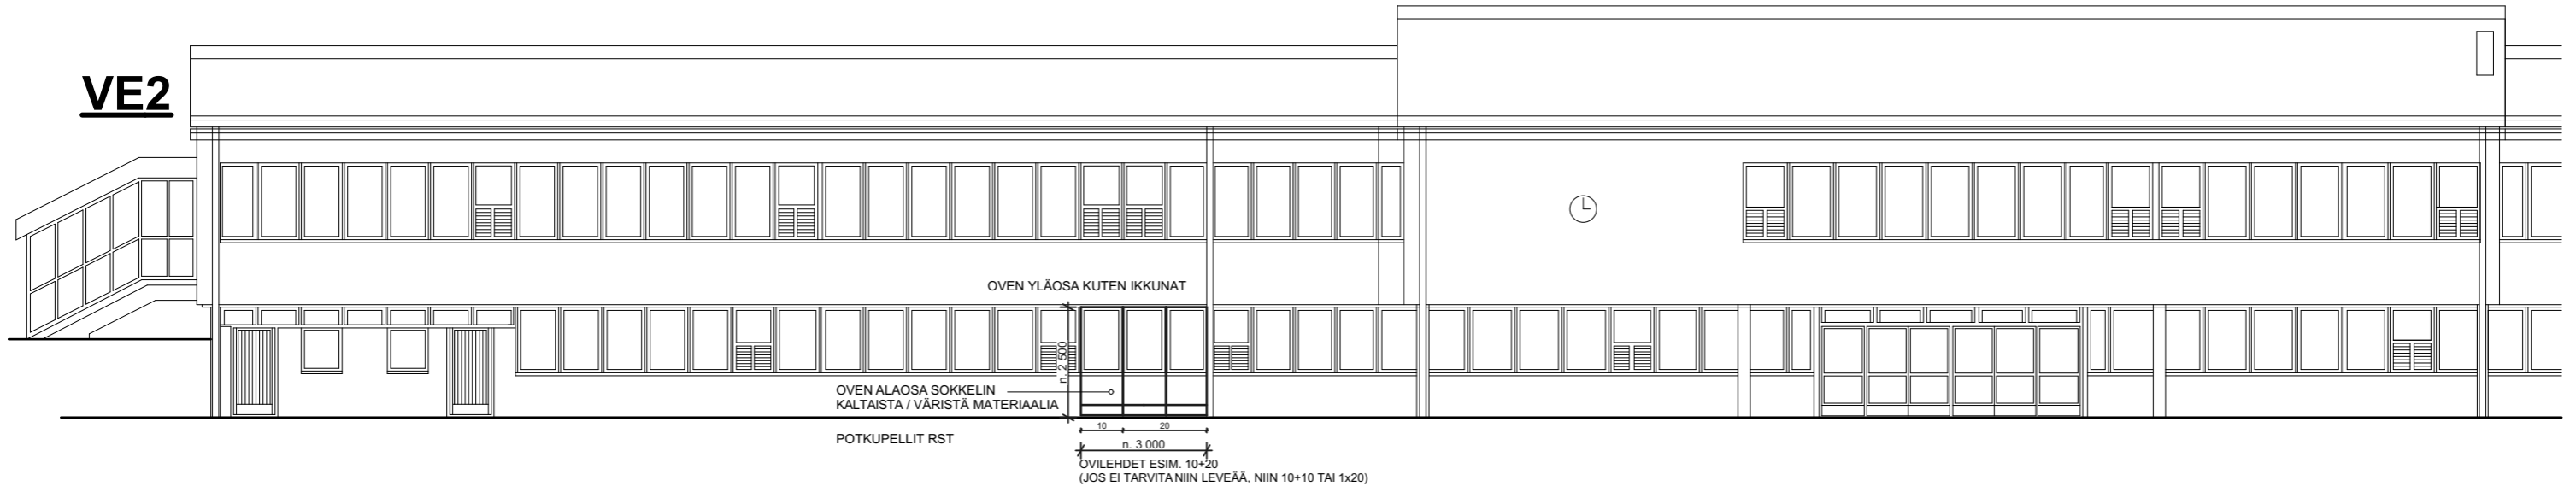 VE2
OVEN YLÄOSA KUTEN IKKUNAT
n. 2 500
OVEN ALAOSA SOKKELIN
KALTAISTA / VÄRISTÄ MATERIAALIA
POTKUPELLIT RST
10 20
n. 3 000
OVILEHDET ESIM. 10+20
(JOS EI TARVITA NIIN LEVEÄÄ, NIIN 10+10 TAI 1x20)